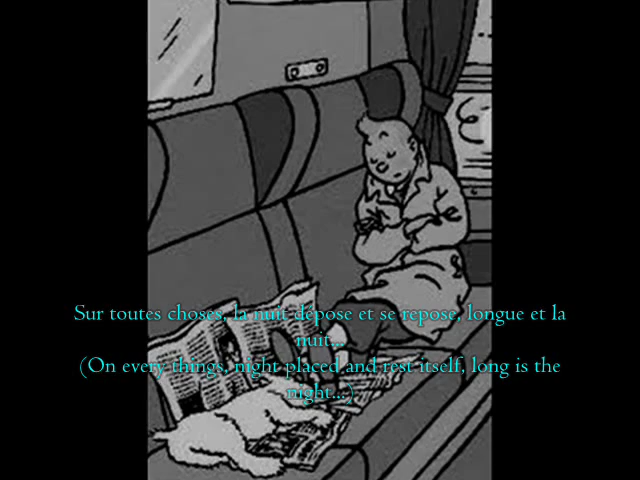 Sur toutes choses, la nuit dépose et se repose, longue et la
nuit...
(On every things, night placed and rest itself, long is the
night...)